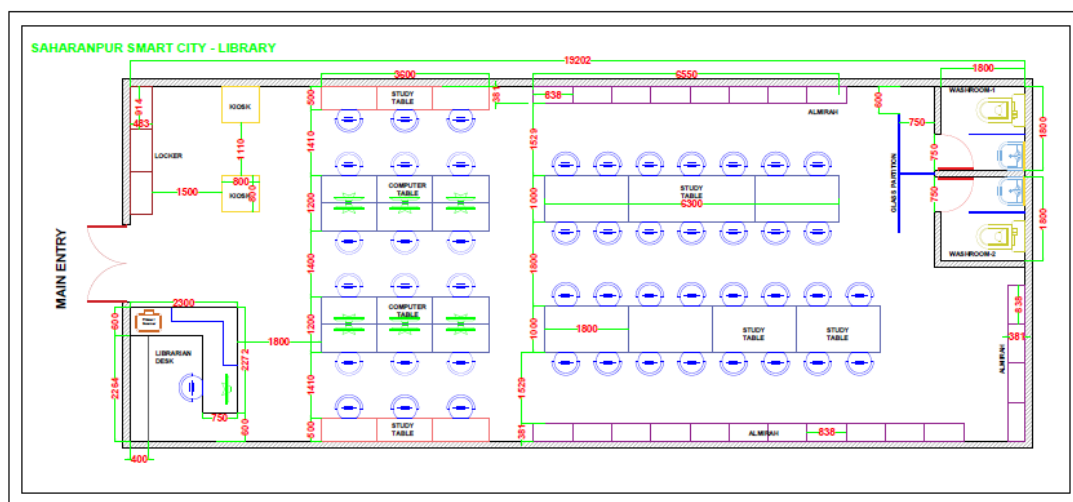 SAHARANPUR SMART CITY - LIBRARY
19202
3600
6550
1800
381
838
914
483
500
STUDY
TABLE
KIOSK
ALMIRAH
600
WASHROOM-1
750
1800
1410
1110
1529
LOCKER
750
GLASS PARTITION
1500
800
600
KIOSK
COMPUTER
TABLE
1200
1000
STUDY
TABLE
6300
750
1800
MAIN ENTRY
1400
1800
WASHROOM-2
2300
600
COMPUTER
TABLE
1200
1800
1000
1800
STUDY
TABLE
STUDY
TABLE
838
381
ALMIRAH
LIBRARIAN
DESK
2272
2264
1410
1529
750
600
500
STUDY
TABLE
381
ALMIRAH
838
400